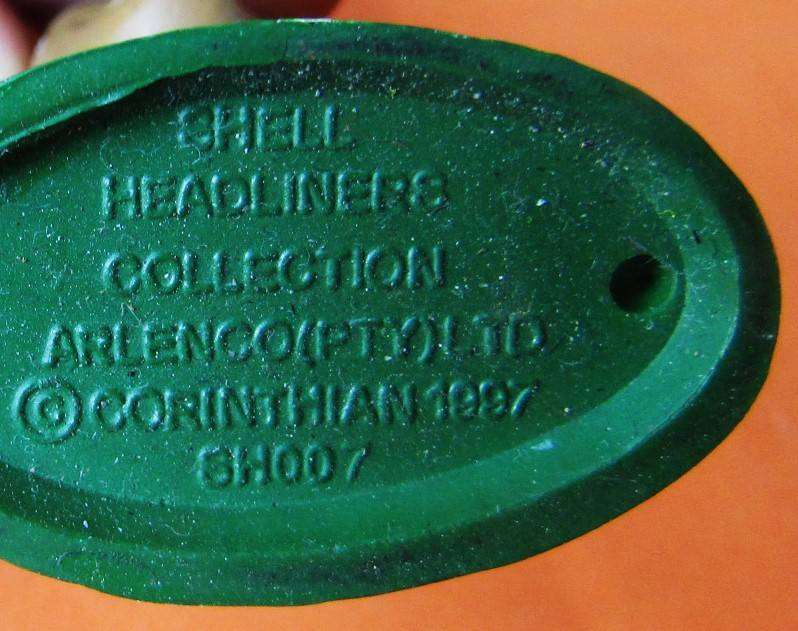 SHELL
HEADLINERS
COLLECTION
ARLENCO(PTY)LTD
© CORINTHIAN 1997
SH007